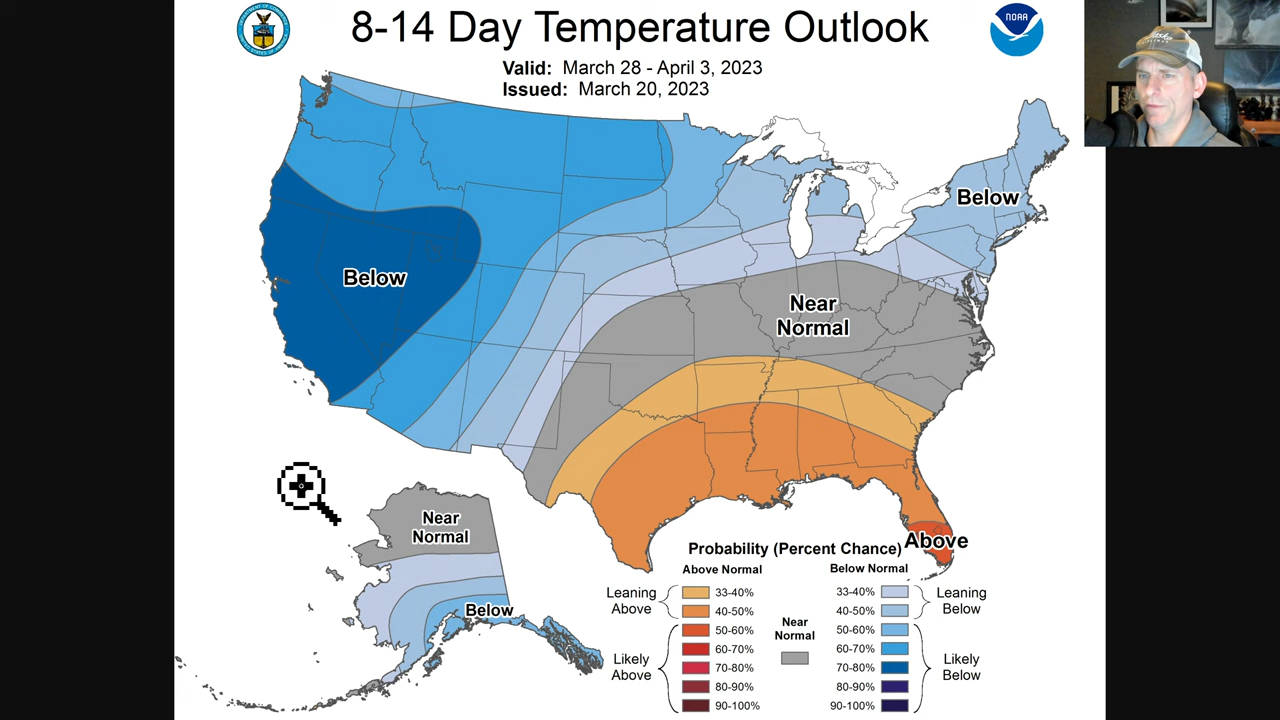 8-14 Day Temperature Outlook
NOAA
Valid: March 28 - April 3, 2023
Issued: March 20, 2023
Below
Below
Near
Normal
Near
Normal
Below
Above
Probability (Percent Chance)
Above Normal
Below Normal
Leaning
Above
33-40%
40-50%
Likely
Above
50-60%
60-70%
70-80%
80-90%
90-100%
Near
Normal
33-40%
40-50%
Leaning
Below
50-60%
60-70%
70-80%
80-90%
90-100%
Likely
Below